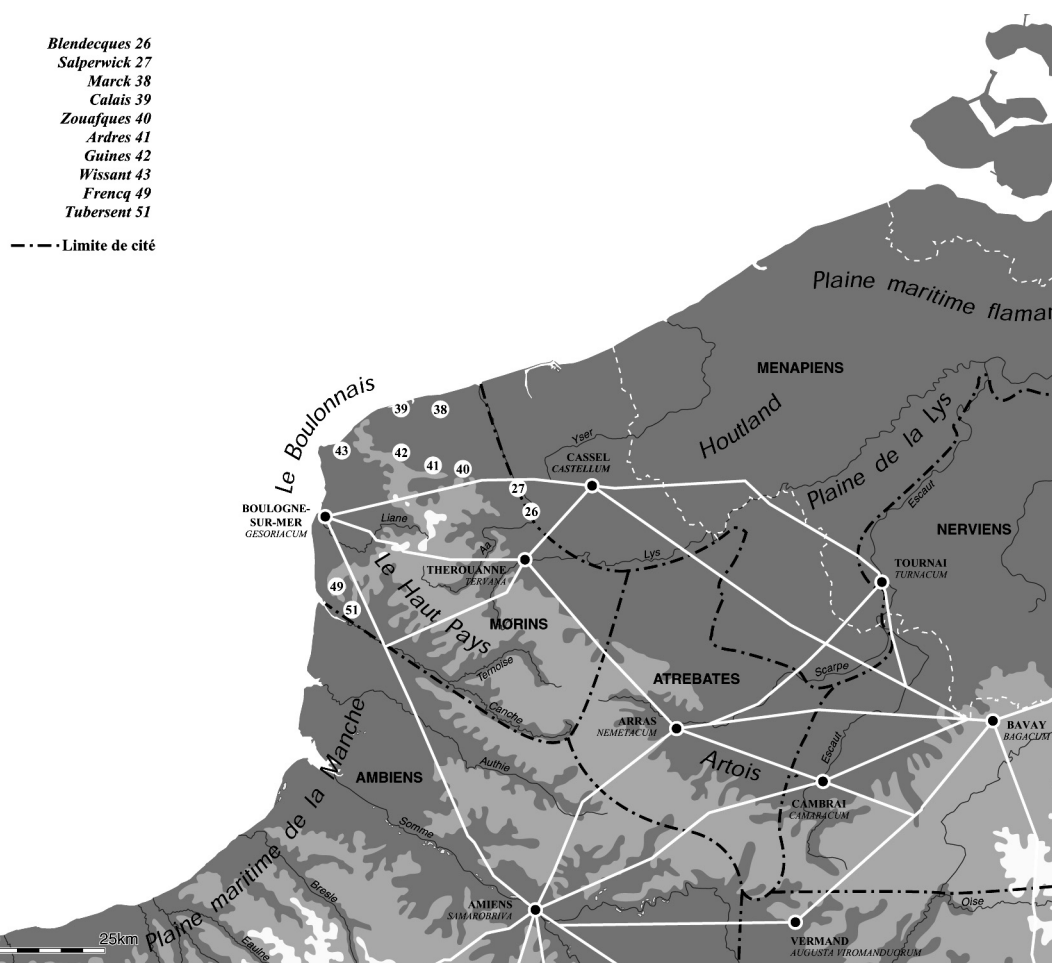 Blendecques 26
Salperwick 27
Marck 38
Calais 39
Zouafques 40
Ardres 41
Guines 42
Wissant 43
Frencq 49
Tubersent 51
Limite de cité
Plaine maritime flamar
MENAPIENS
Le Boulonnais
39
38
Houtland
Plaine de la Lys
Yser
43
42
41
40
CASSEL
CASTELLUM
Escaut
27
26
BOULOGNE-
SUR-MER
GESORIACUM
Liane
NERVIENS
Aa
Lys
THEROUANNE
TERVANA
TOURNAI
TURNACUM
49
51
Le Haut Pays
MORINS
Ternoise
Scarpe
ATREBATES
Canche
ARRAS
NEMETACUM
BAVAY
BAGACUM
Escaut
Artois
Authie
AMBIENS
CAMBRAI
CAMARACUM
Somme
Plaine maritime de la Manche
Bresle
AMIENS
SAMAROBRIVA
Oise
Eaulne
25km
VERMAND
AUGUSTA VIROMANDUORUM